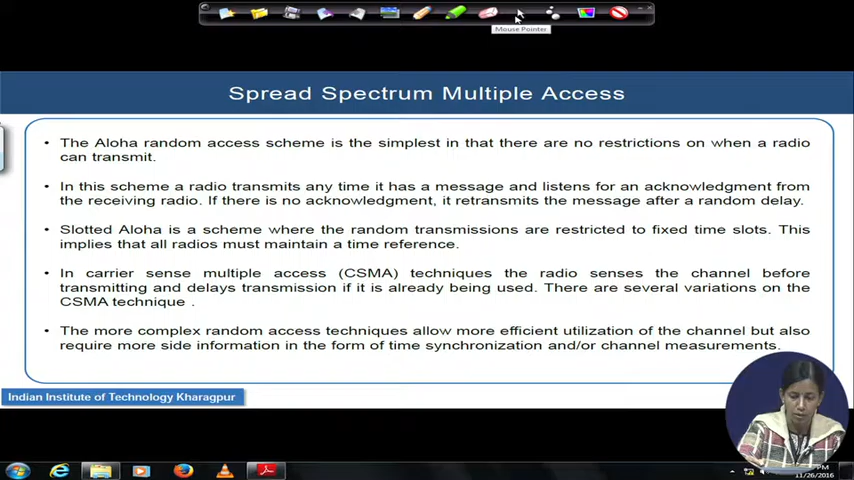 Mouse Pointer
Spread Spectrum Multiple Access
• The Aloha random access scheme is the simplest in that there are no restrictions on when a radio
can transmit.
• In this scheme a radio transmits any time it has a message and listens for an acknowledgment from
the receiving radio. If there is no acknowledgment, it retransmits the message after a random delay.
• Slotted Aloha is a scheme where the random transmissions are restricted to fixed time slots. This
implies that all radios must maintain a time reference.
• In carrier sense multiple access (CSMA) techniques the radio senses the channel before
transmitting and delays transmission if it is already being used. There are several variations on the
CSMA technique .
• The more complex random access techniques allow more efficient utilization of the channel but also
require more side information in the form of time synchronization and/or channel measurements.
Indian Institute of Technology Kharagpur
PM
11/26/2016